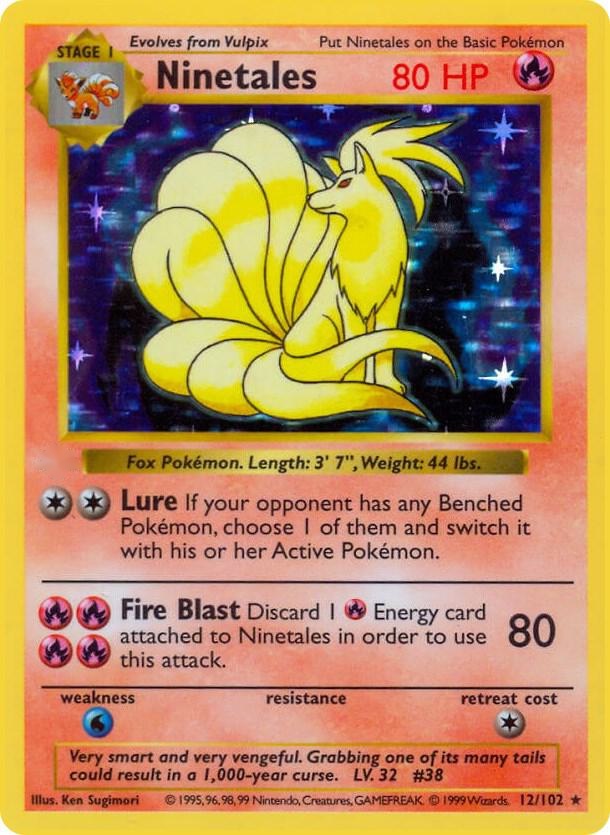 Evolves from Vulpix
Put Ninetales on the Basic Pokémon
STAGE 1
Ninetales
80 HP
Fox Pokémon. Length: 3' 7", Weight: 44 lbs.
Lure If your opponent has any Benched
Pokémon, choose 1 of them and switch it
with his or her Active Pokémon.
Fire Blast Discard 1 Energy card
attached to Ninetales in order to use
this attack.
80
weakness
resistance
retreat cost
Very smart and very vengeful. Grabbing one of its many tails
could result in a 1,000-year curse. LV. 32 #38
Illus. Ken Sugimori
© 1995, 96, 98, 99 Nintendo, Creatures, GAMEFREAK. © 1999 Wizards.
12/102 ★